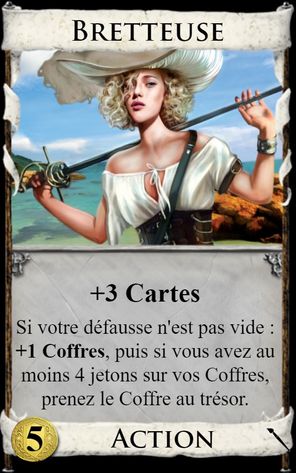 BRETTEUSE
+3 Cartes
Si votre défausse n'est pas vide :
+1 Coffres, puis si vous avez au
moins 4 jetons sur vos Coffres,
prenez le Coffre au trésor.
5
ACTION